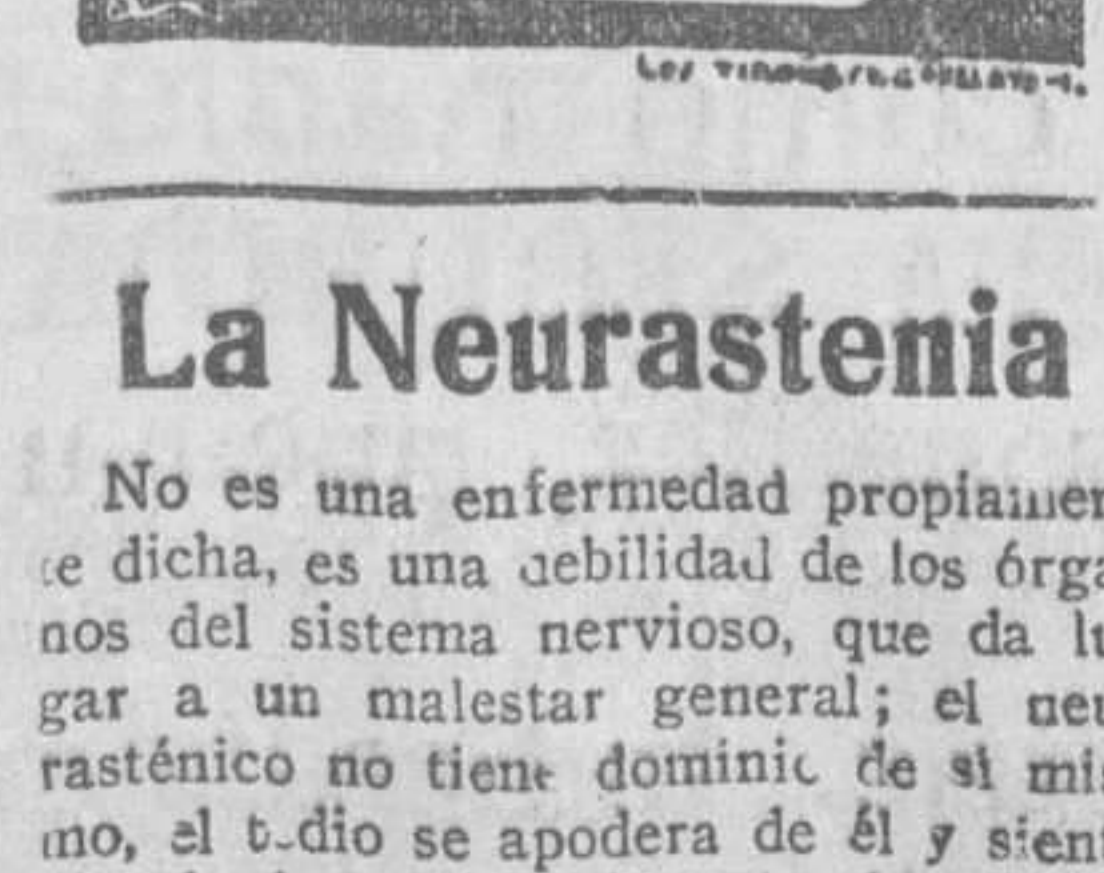 La Neurastenia
No es una enfermedad propiamen
te dicha, es una debilidad de los órga
nos del sistema nervioso, que da lu
gar a un malestar general; el neu
rasténico no tiene dominio de si mis
mo, el tedio se apodera de él y sient